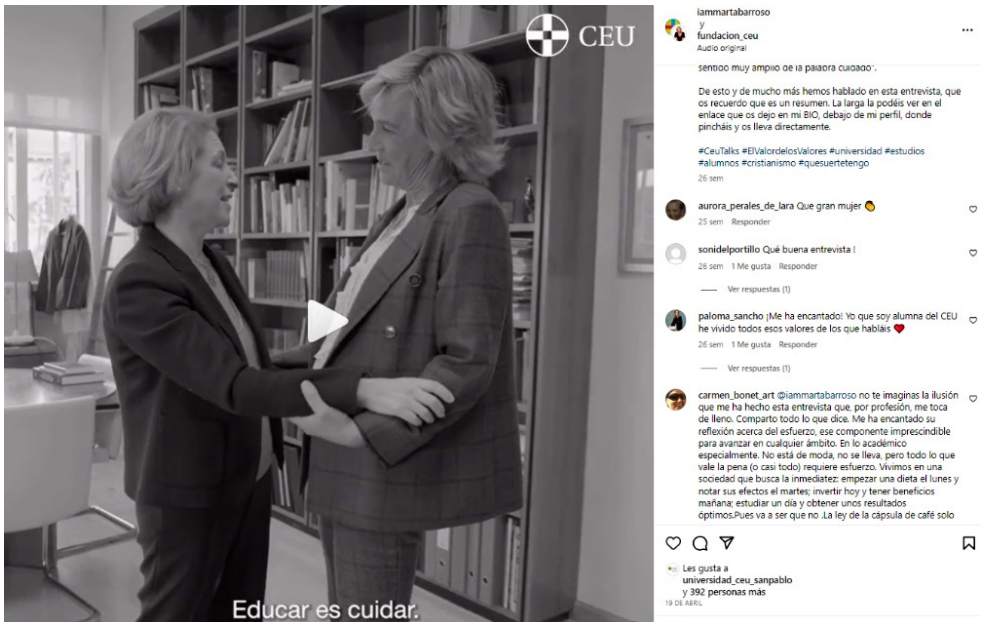 CEU
Educar es cuidar.
iammartabarroso
y
fundacion_ceu
Audio original
sentido muy amplio de la palabra cuidado".
De esto y de mucho más hemos hablado en esta entrevista, que
os recuerdo que es un resumen. La larga la podéis ver en el
enlace que os dejo en mi BIO, debajo de mi perfil, donde
pincháis y os lleva directamente.
#CeuTalks #ElValordelosValores #universidad #estudios
#alumnos #cristianismo #quesuertetengo
26 sem
aurora_perales_de_lara Que gran mujer 👏
25 sem Responder
sonidelportillo Qué buena entrevista !
26 sem 1 Me gusta Responder
Ver respuestas (1)
paloma_sancho ¡Me ha encantado! Yo que soy alumna del CEU
he vivido todos esos valores de los que habláis ❤️
26 sem 1 Me gusta Responder
Ver respuestas (1)
carmen_bonet_art @iammartabarroso no te imaginas la ilusión
que me ha hecho esta entrevista que, por profesión, me toca
de lleno. Comparto todo lo que dice. Me ha encantado su
reflexión acerca del esfuerzo, ese componente imprescindible
para avanzar en cualquier ámbito. En lo académico
especialmente. No está de moda, no se lleva, pero todo lo que
vale la pena (o casi todo) requiere esfuerzo. Vivimos en una
sociedad que busca la inmediatez: empezar una dieta el lunes y
notar sus efectos el martes; invertir hoy y tener beneficios
mañana; estudiar un día y obtener unos resultados
óptimos.Pues va a ser que no .La ley de la cápsula de café solo
Les gusta a
universidad_ceu_sanpablo
y 392 personas más
19 DE ABRIL